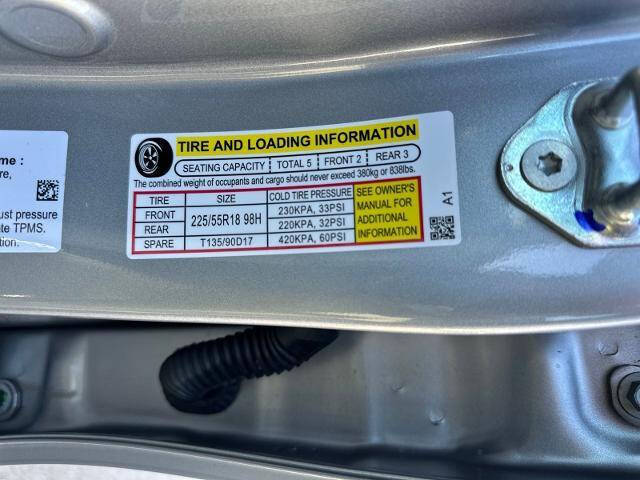 ame :
re,
ust pressure
ate TPMS.
tion.
TIRE AND LOADING INFORMATION
SEATING CAPACITY TOTAL 5 FRONT 2 REAR 3
The combined weight of occupants and cargo should never exceed 380kg or 838lbs.
TIRE SIZE COLD TIRE PRESSURE
FRONT 225/55R18 98H 230KPA, 33PSI
REAR 220KPA, 32PSI
SPARE T135/90D17 420KPA, 60PSI
SEE OWNER'S
MANUAL FOR
ADDITIONAL
INFORMATION
A1